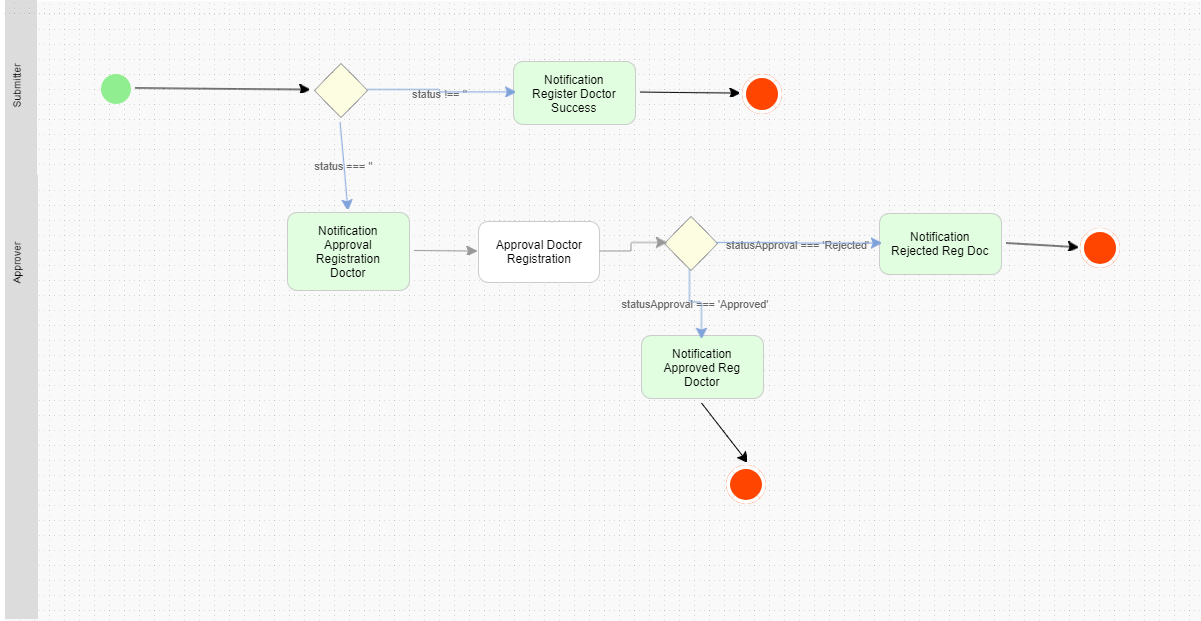 Submitter
status !== ''
Notification
Register Doctor
Success
status === ''
Approver
Notification
Approval
Registration
Doctor
Approval Doctor
Registration
statusApproval === 'Rejected'
Notification
Rejected Reg Doc
statusApproval === 'Approved'
Notification
Approved Reg
Doctor